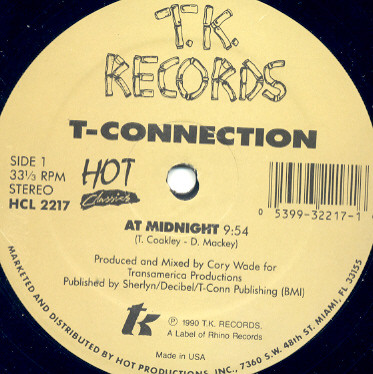 T.K.
RECORDS
T-CONNECTION
SIDE 1
33⅓ RPM
STEREO
HCL 2217
HOT
Classics
0 5399-32217-1
AT MIDNIGHT 9:54
(T. Coakley - D. Mackey)
Produced and Mixed by Cory Wade for
Transamerica Productions
Published by Sherlyn/Decibel/T-Conn Publishing (BMI)
tk
℗ 1990 T.K. RECORDS.
A Label of Rhino Records
Made in USA
MARKETED AND DISTRIBUTED BY HOT PRODUCTIONS, INC., 7360 S.W. 48th ST. MIAMI, FL 33155